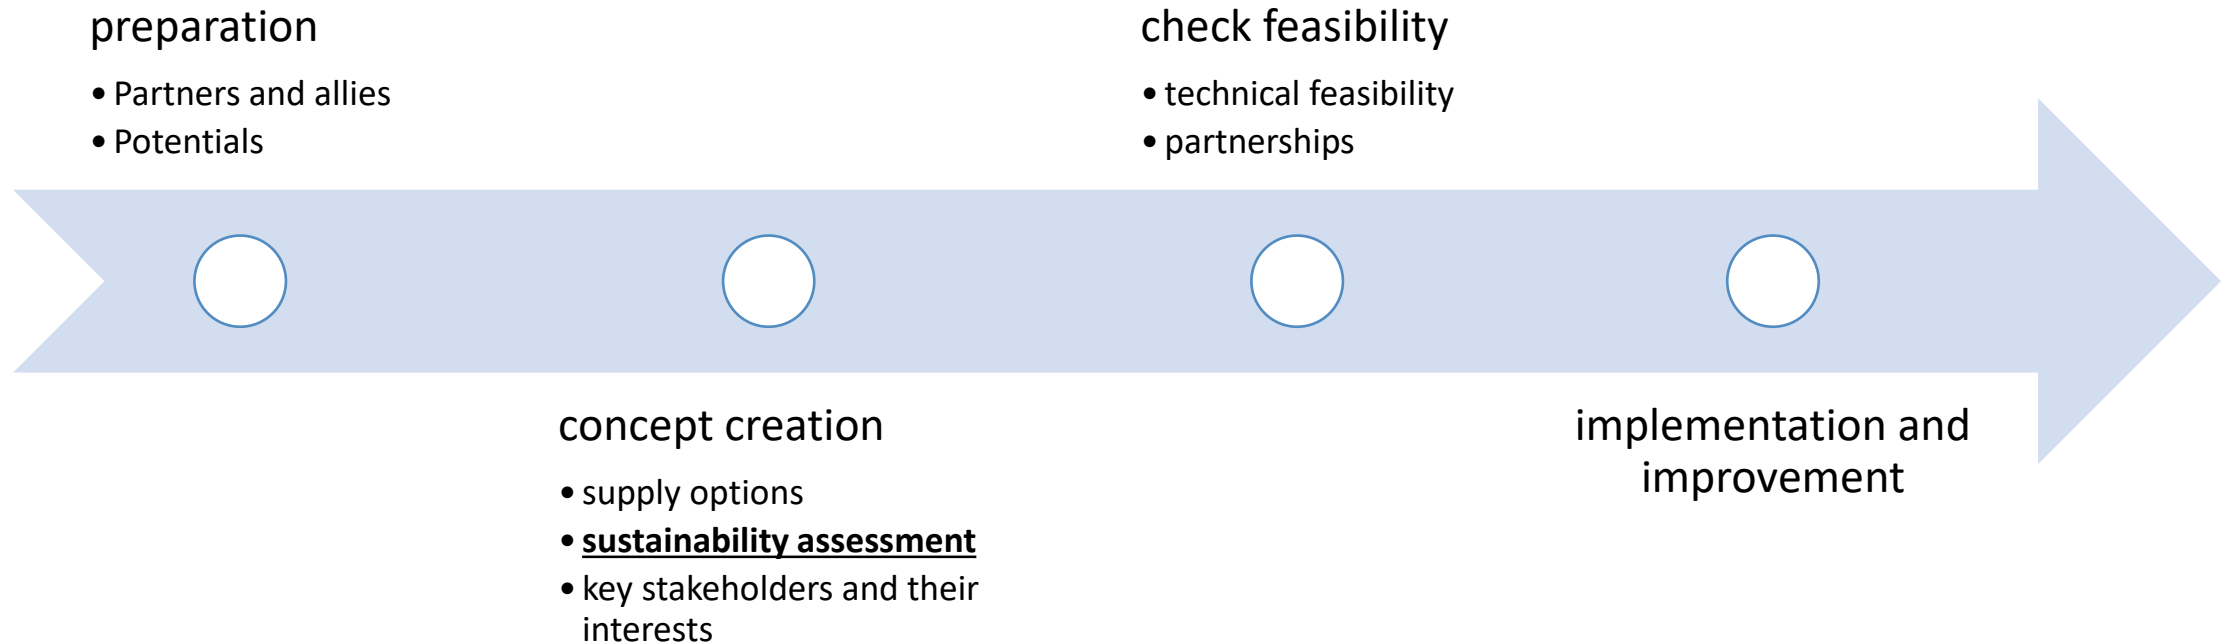 preparation
• Partners and allies
• Potentials
concept creation
• supply options
• sustainability assessment
• key stakeholders and their
interests
check feasibility
• technical feasibility
• partnerships
implementation and
improvement